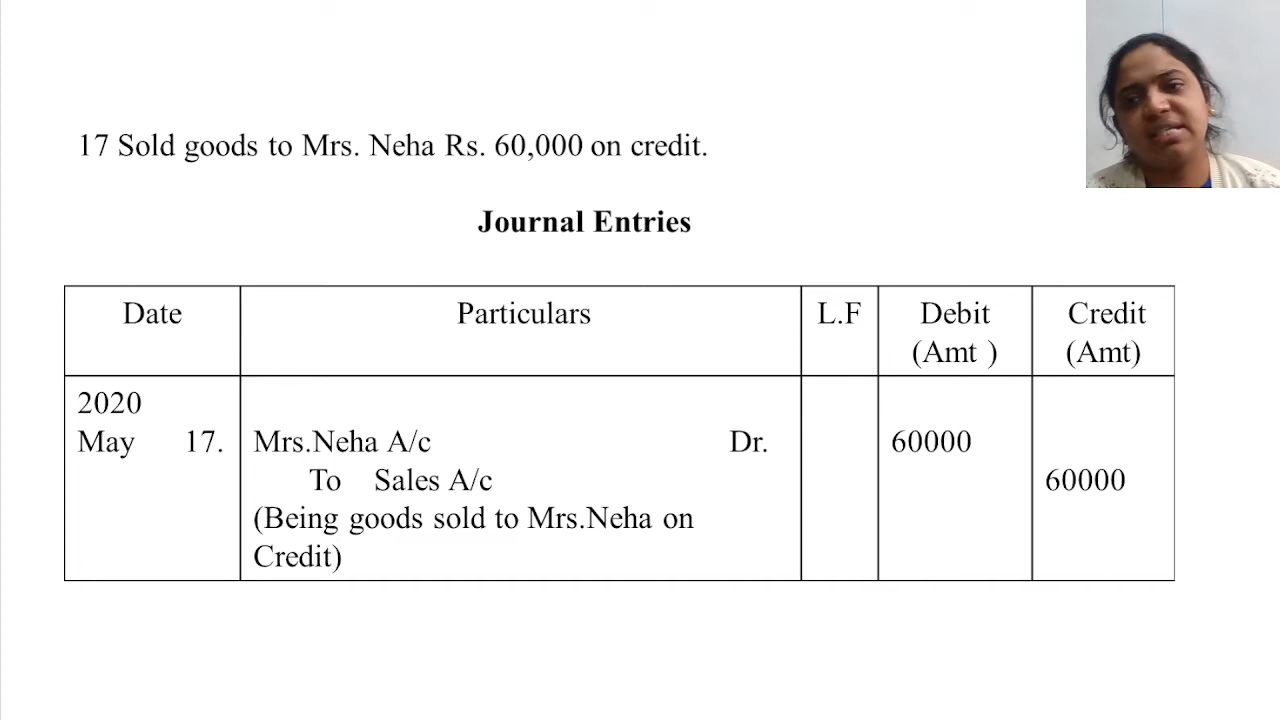 17 Sold goods to Mrs. Neha Rs. 60,000 on credit.
Journal Entries
Date Particulars L.F Debit (Amt ) Credit (Amt)
2020
May 17. Mrs.Neha A/c Dr. 60000
To Sales A/c 60000
(Being goods sold to Mrs.Neha on
Credit)